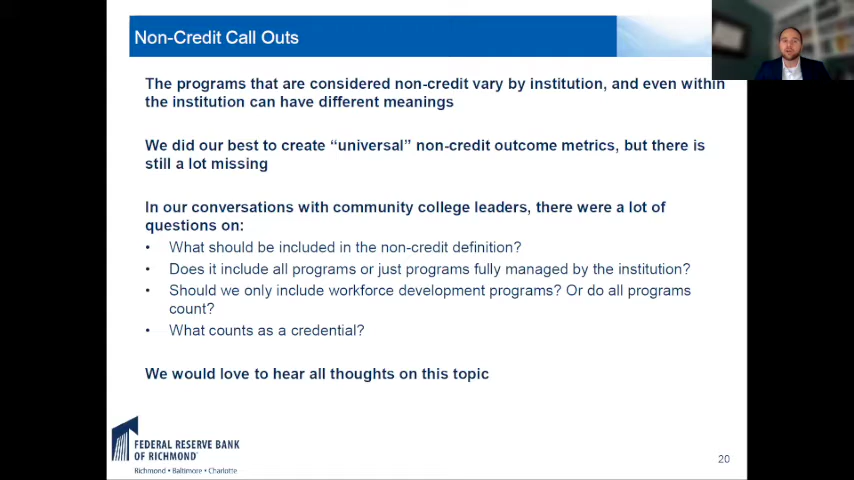 Non-Credit Call Outs
The programs that are considered non-credit vary by institution, and even within
the institution can have different meanings
We did our best to create “universal” non-credit outcome metrics, but there is
still a lot missing
In our conversations with community college leaders, there were a lot of
questions on:
• What should be included in the non-credit definition?
• Does it include all programs or just programs fully managed by the institution?
• Should we only include workforce development programs? Or do all programs
count?
• What counts as a credential?
We would love to hear all thoughts on this topic
FEDERAL RESERVE BANK
OF RICHMOND
Richmond • Baltimore • Charlotte
20